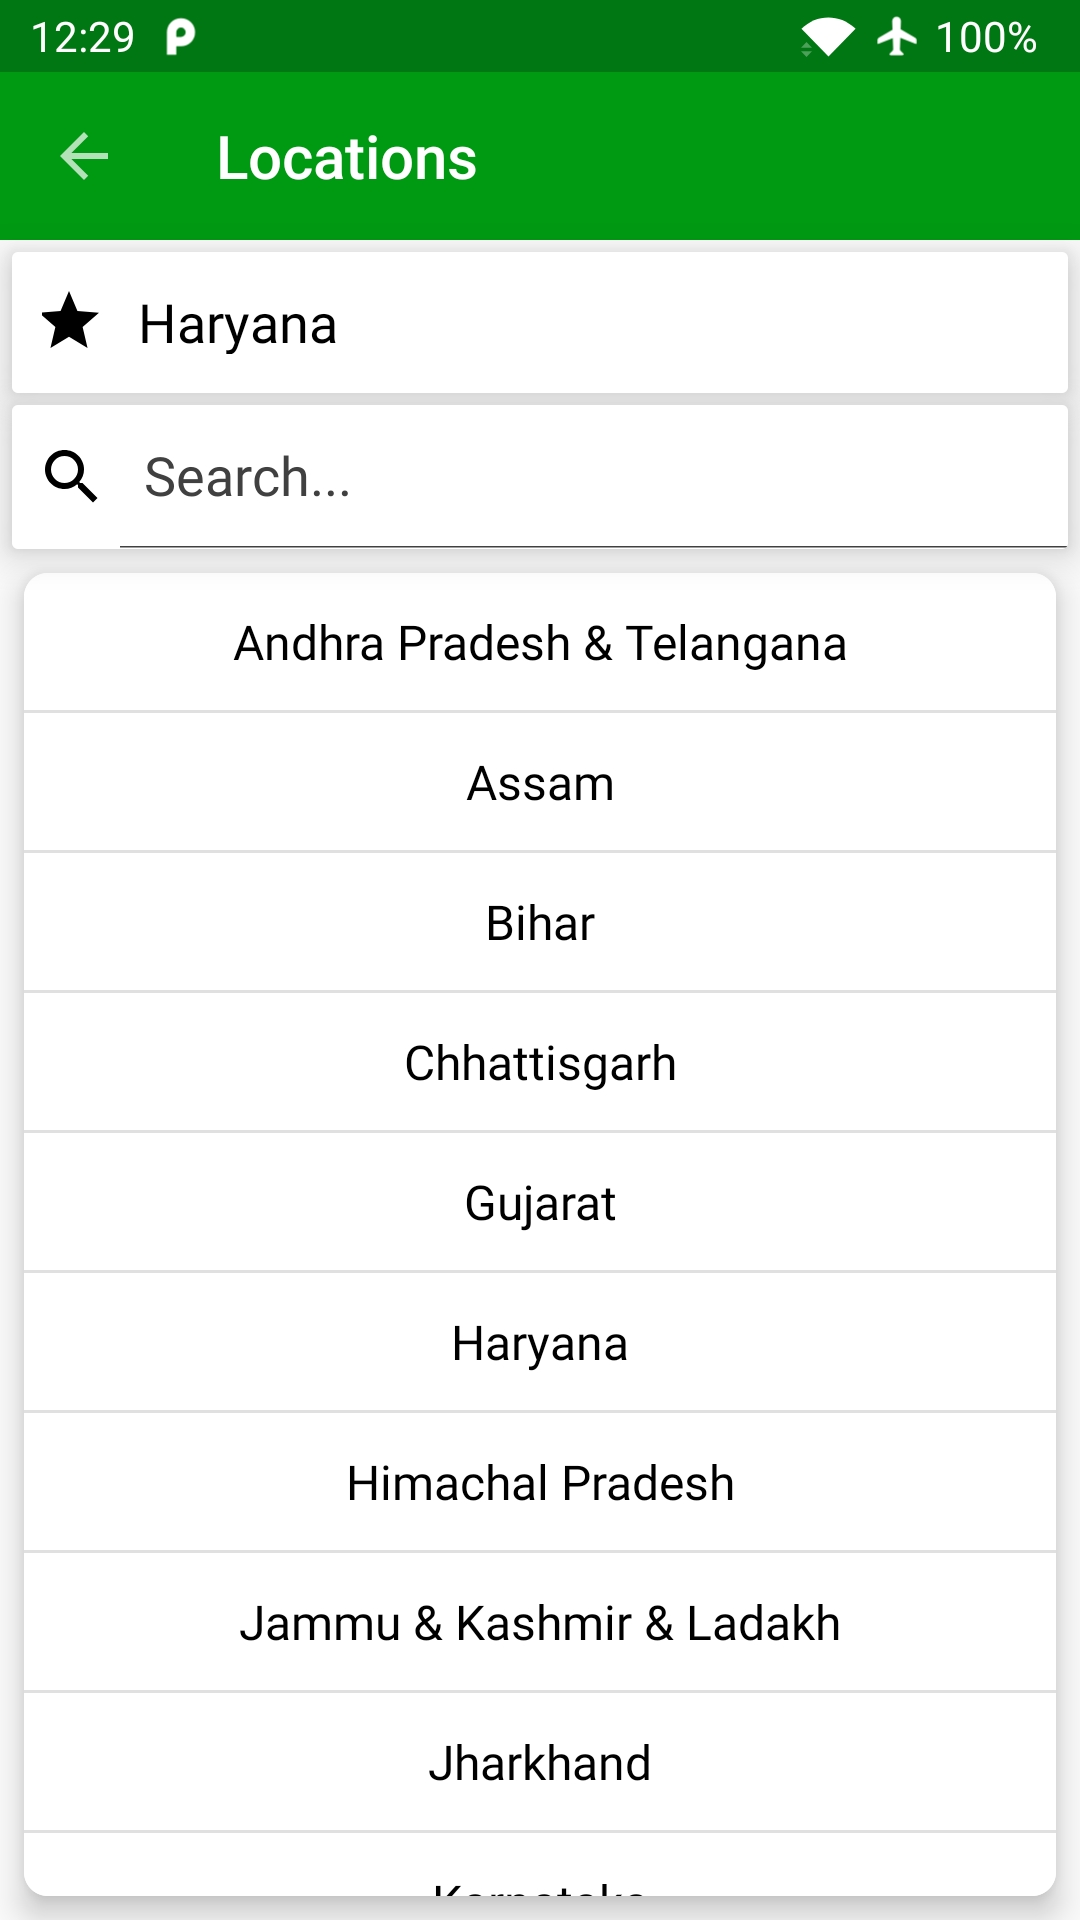 12:29 100%
Locations
Haryana
Search...
Andhra Pradesh & Telangana
Assam
Bihar
Chhattisgarh
Gujarat
Haryana
Himachal Pradesh
Jammu & Kashmir & Ladakh
Jharkhand